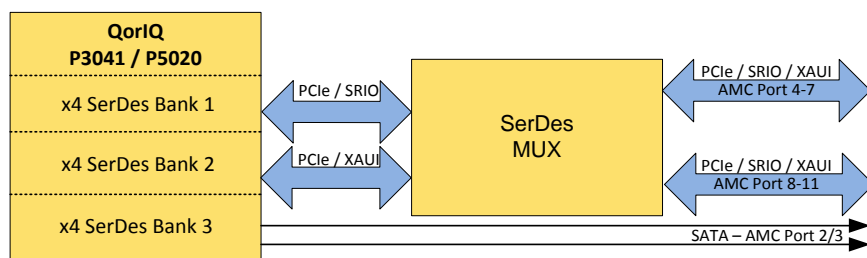 QorIQ
P3041 / P5020
x4 SerDes Bank 1
x4 SerDes Bank 2
x4 SerDes Bank 3
PCIe / SRIO
PCIe / XAUI
SerDes
MUX
PCIe / SRIO / XAUI
AMC Port 4-7
PCIe / SRIO / XAUI
AMC Port 8-11
SATA – AMC Port 2/3